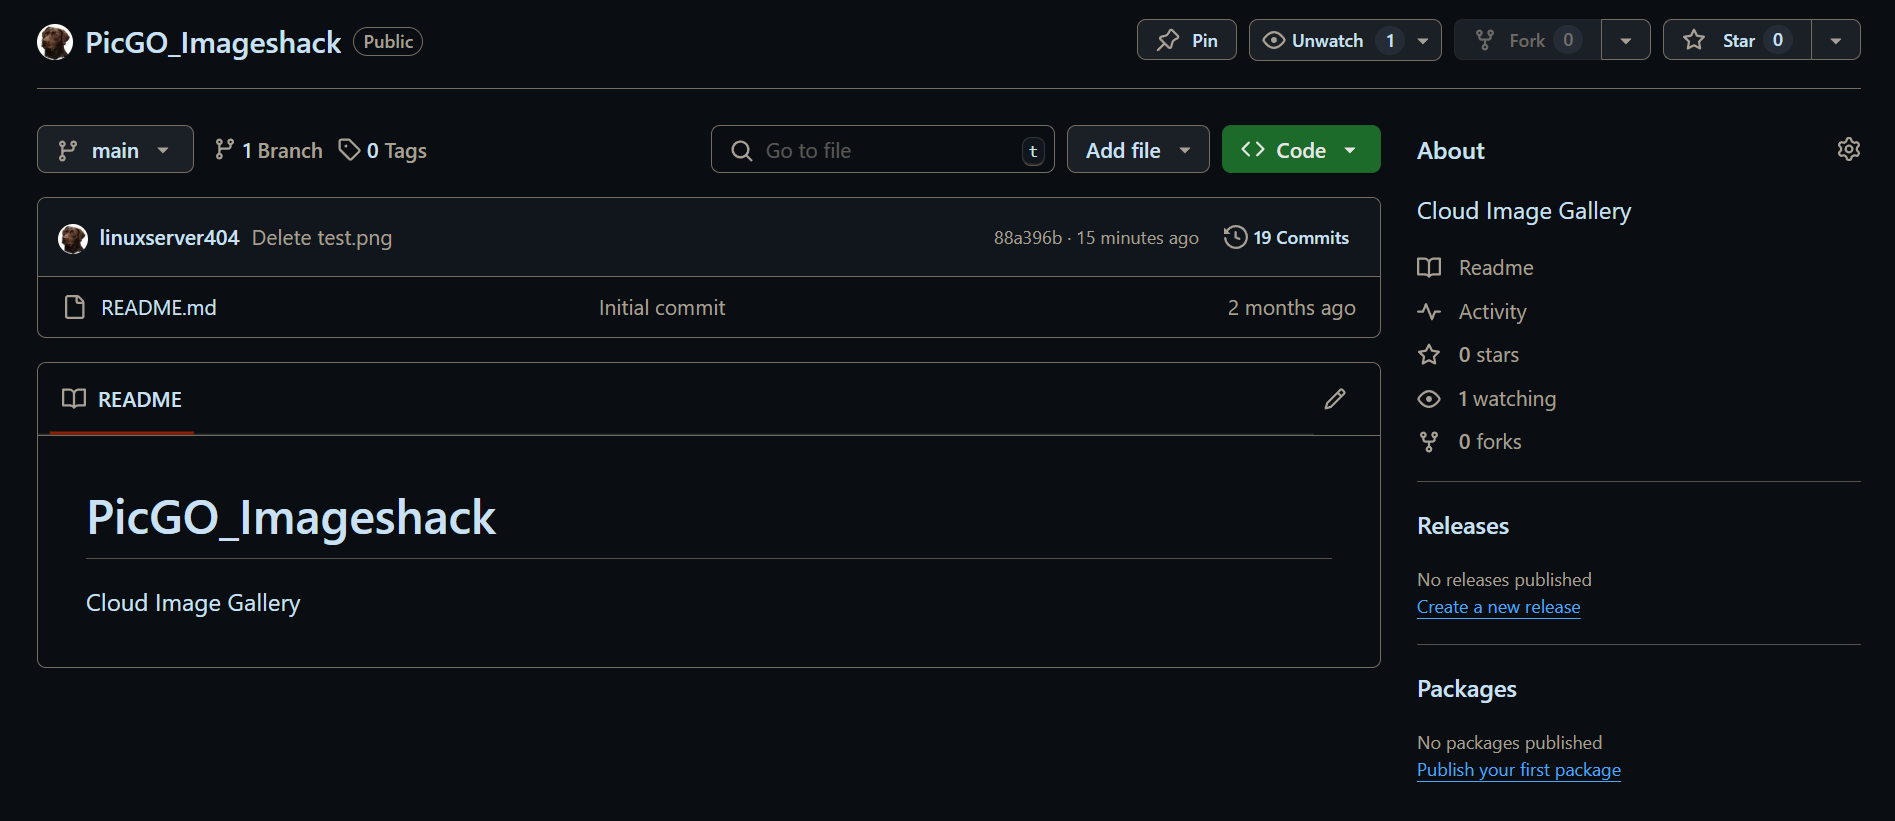 PicGO_Imageshack Public
Pin
Unwatch 1
Fork 0
Star 0
main
1 Branch
0 Tags
Go to file t
Add file
Code
linuxserver404 Delete test.png 88a396b · 15 minutes ago 19 Commits
README.md Initial commit 2 months ago
README
PicGO_Imageshack
Cloud Image Gallery
About
Cloud Image Gallery
Readme
Activity
0 stars
1 watching
0 forks
Releases
No releases published
Create a new release
Packages
No packages published
Publish your first package